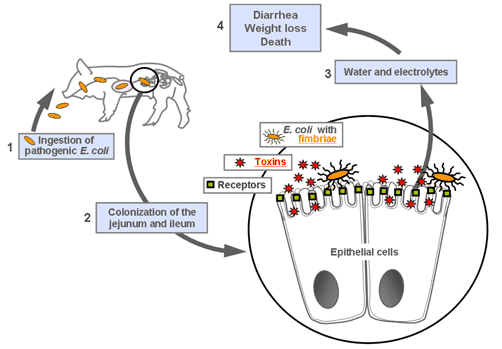 1
Ingestion of
pathogenic E. coli
2
Colonization of the
jejunum and ileum
3
Water and electrolytes
4
Diarrhea
Weight loss
Death
E. coli with
fimbriae
Toxins
Receptors
Epithelial cells